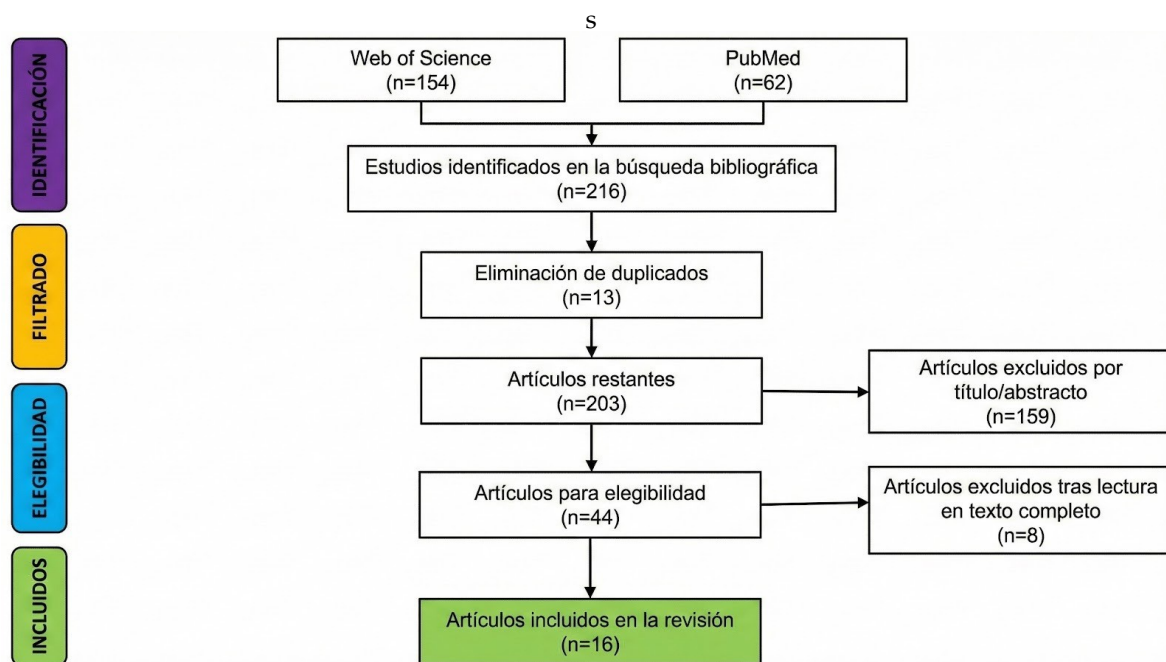 s
IDENTIFICACIÓN
Web of Science
(n=154)
PubMed
(n=62)
Estudios identificados en la búsqueda bibliográfica
(n=216)
FILTRADO
Eliminación de duplicados
(n=13)
Artículos restantes
(n=203)
Artículos excluidos por
título/abstracto
(n=159)
ELEGIBILIDAD
Artículos para elegibilidad
(n=44)
Artículos excluidos tras lectura
en texto completo
(n=8)
INCLUIDOS
Artículos incluidos en la revisión
(n=16)